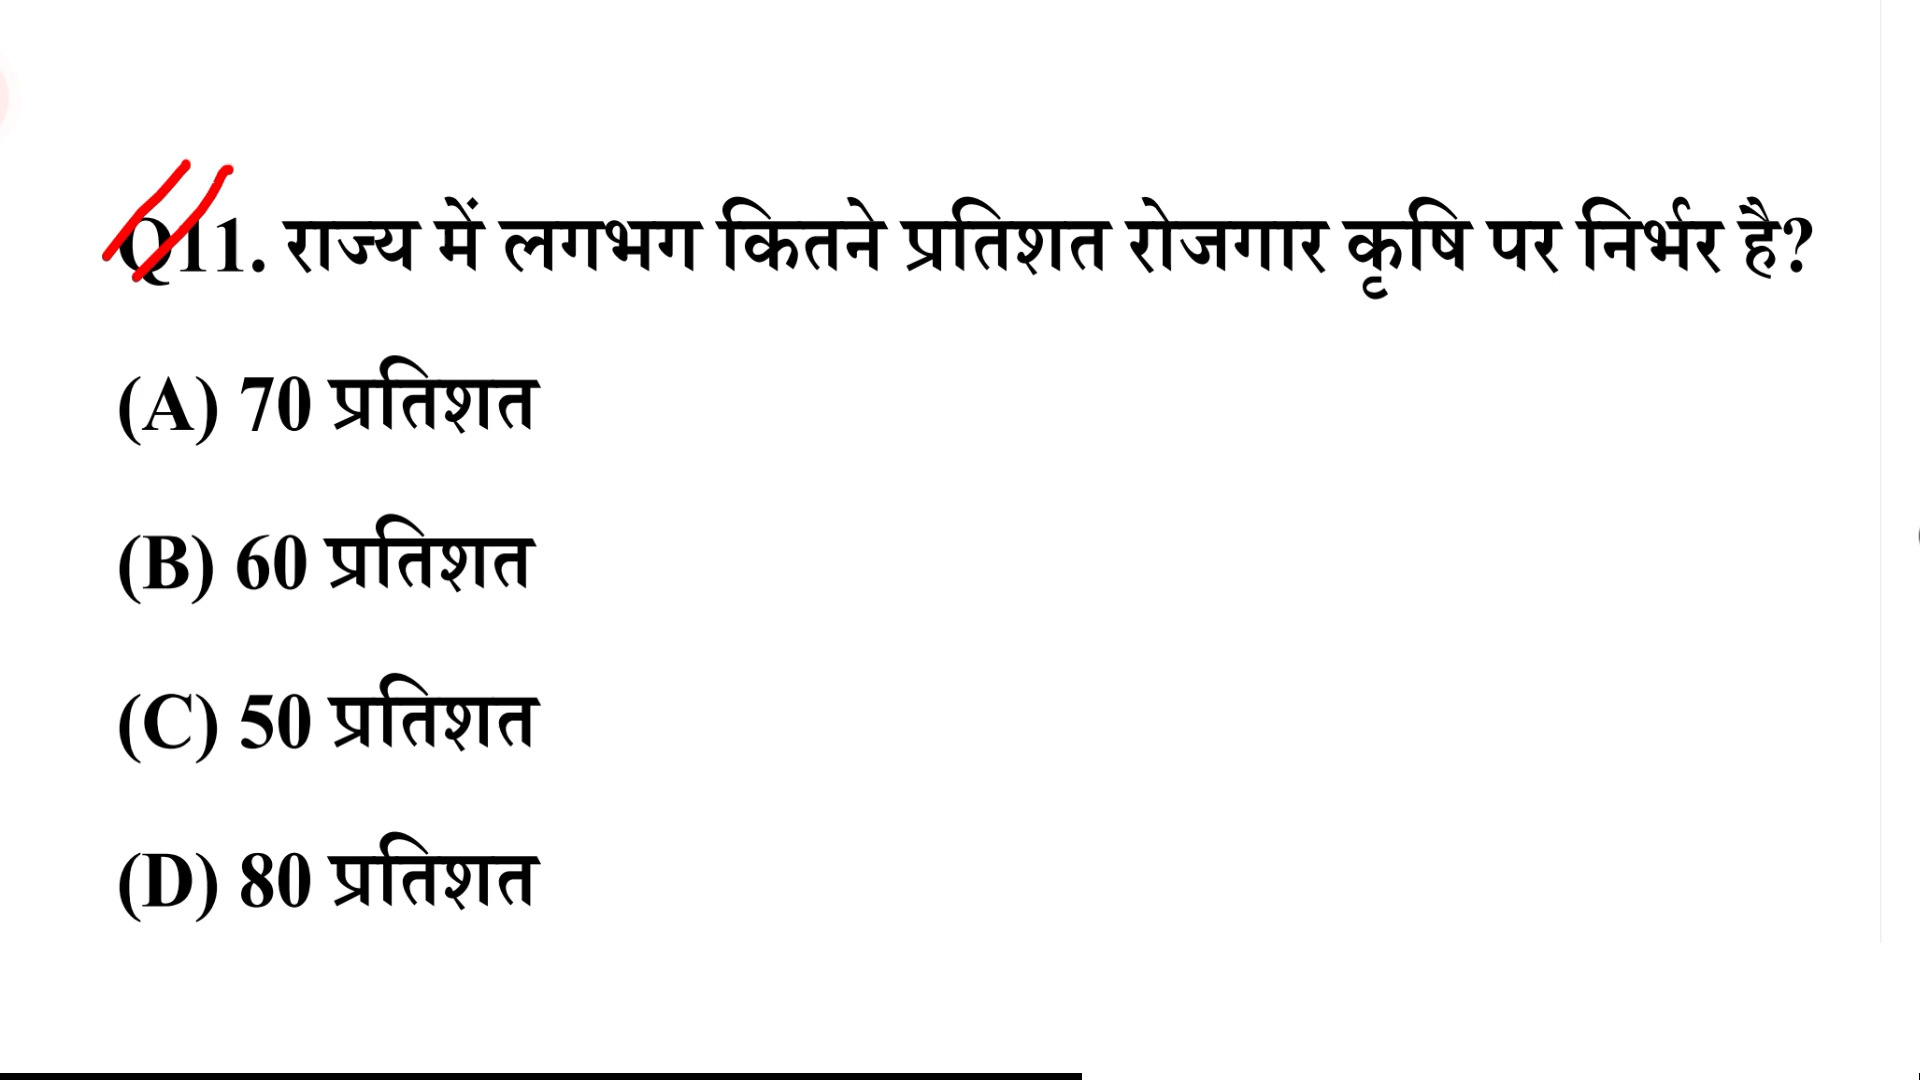 Q11. राज्य में लगभग कितने प्रतिशत रोजगार कृषि पर निर्भर है?
(A) 70 प्रतिशत
(B) 60 प्रतिशत
(C) 50 प्रतिशत
(D) 80 प्रतिशत